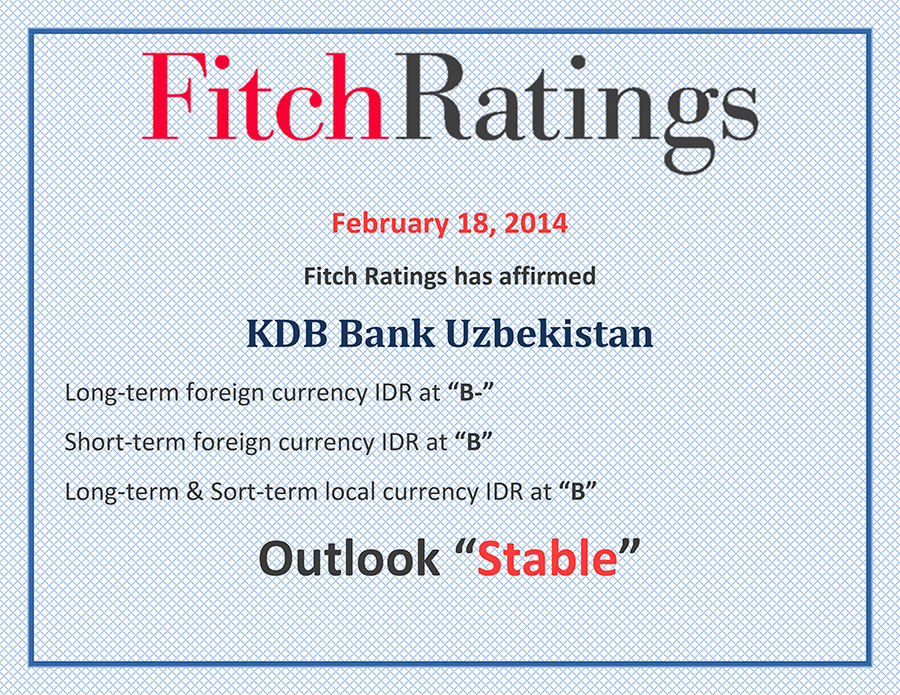 FitchRatings
February 18, 2014
Fitch Ratings has affirmed
KDB Bank Uzbekistan
Long-term foreign currency IDR at “B-”
Short-term foreign currency IDR at “B”
Long-term & Sort-term local currency IDR at “B”
Outlook “Stable”